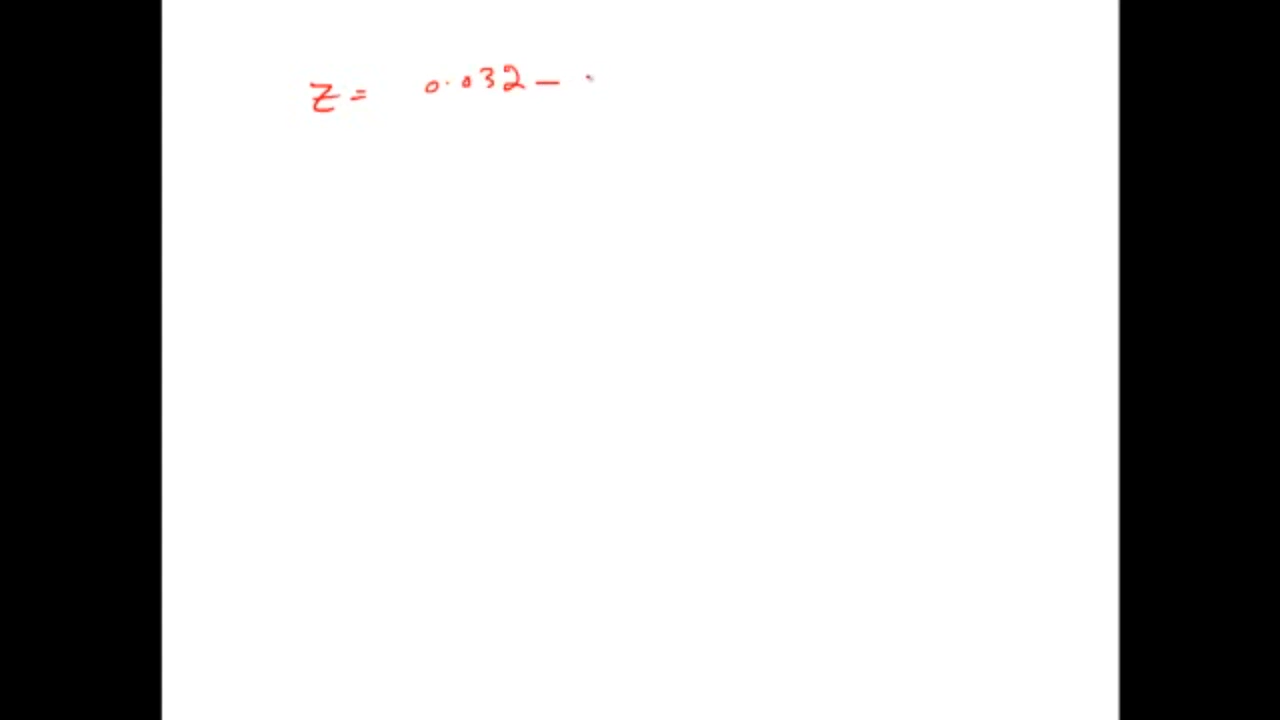 Z = 0.032 –